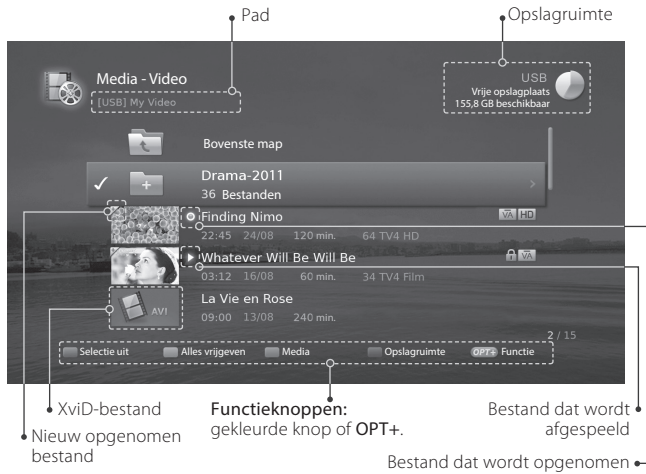 Pad
Opslagruimte
Media - Video
[USB] My Video
USB
Vrije opslagplaats
155,8 GB beschikbaar
Bovenste map
Drama-2011
36 Bestanden
Finding Nimo
VA HD
22:45 24/08 120 min. 64 TV4 HD
Whatever Will Be Will Be
VA
03:12 16/08 60 min. 34 TV4 Film
AVI
La Vie en Rose
09:00 13/08 240 min.
2 / 15
Selectie uit Alles vrijgeven Media Opslagruimte OPT+ Functie
XviD-bestand
Nieuw opgenomen
bestand
Functieknoppen:
gekleurde knop of OPT+.
Bestand dat wordt
afgespeeld
Bestand dat wordt opgenomen